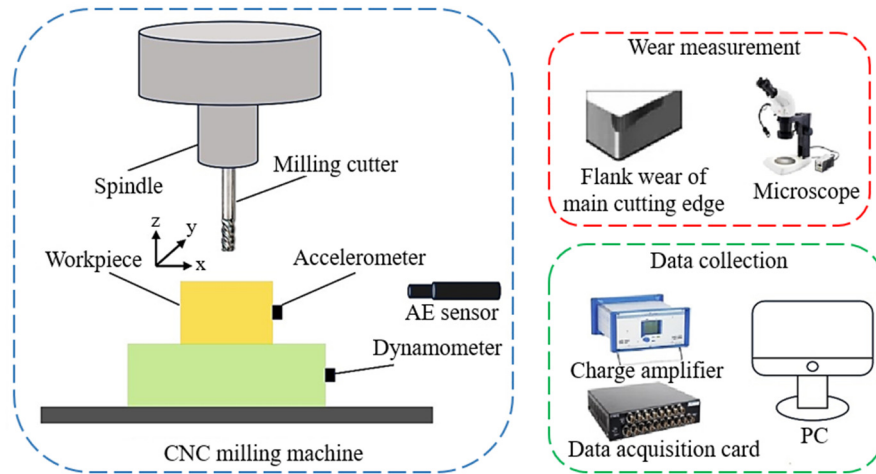 Spindle
Milling cutter
z
y
x
Workpiece
Accelerometer
AE sensor
Dynamometer
CNC milling machine
Wear measurement
Flank wear of
main cutting edge
Microscope
Data collection
Charge amplifier
Data acquisition card
PC